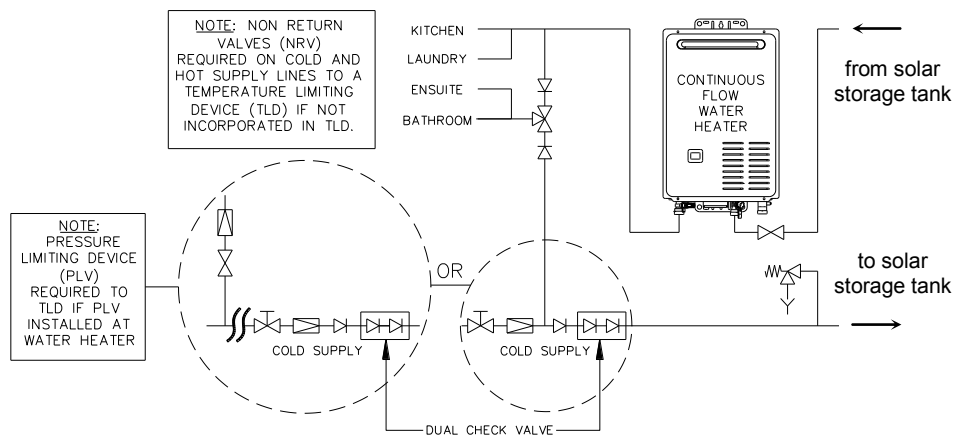 NOTE: NON RETURN
VALVES (NRV)
REQUIRED ON COLD AND
HOT SUPPLY LINES TO A
TEMPERATURE LIMITING
DEVICE (TLD) IF NOT
INCORPORATED IN TLD.
KITCHEN
LAUNDRY
ENSUITE
BATHROOM
CONTINUOUS
FLOW
WATER
HEATER
from solar
storage tank
NOTE:
PRESSURE
LIMITING DEVICE
(PLV)
REQUIRED TO
TLD IF PLV
INSTALLED AT
WATER HEATER
OR
to solar
storage tank
COLD SUPPLY
COLD SUPPLY
DUAL CHECK VALVE